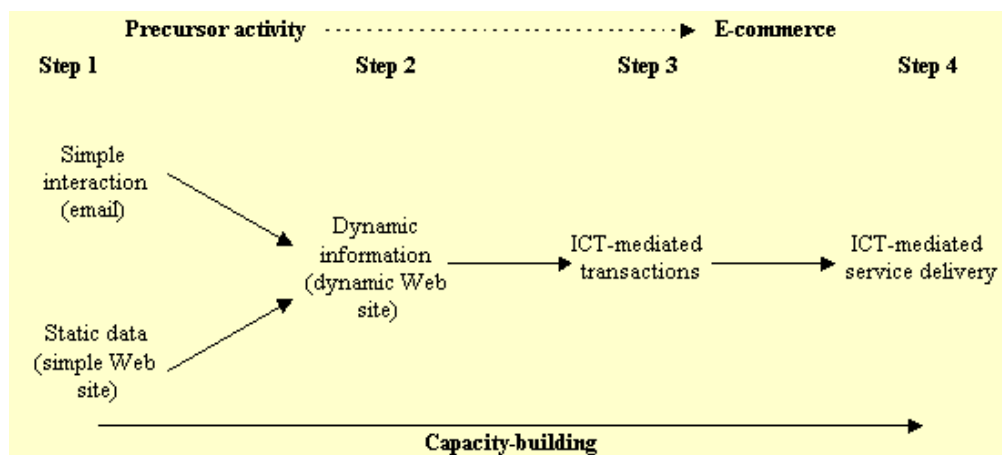 Precursor activity E-commerce
Step 1 Step 2 Step 3 Step 4
Simple
interaction
(email)
Static data
(simple Web
site)
Dynamic
information
(dynamic Web
site)
ICT-mediated
transactions
ICT-mediated
service delivery
Capacity-building